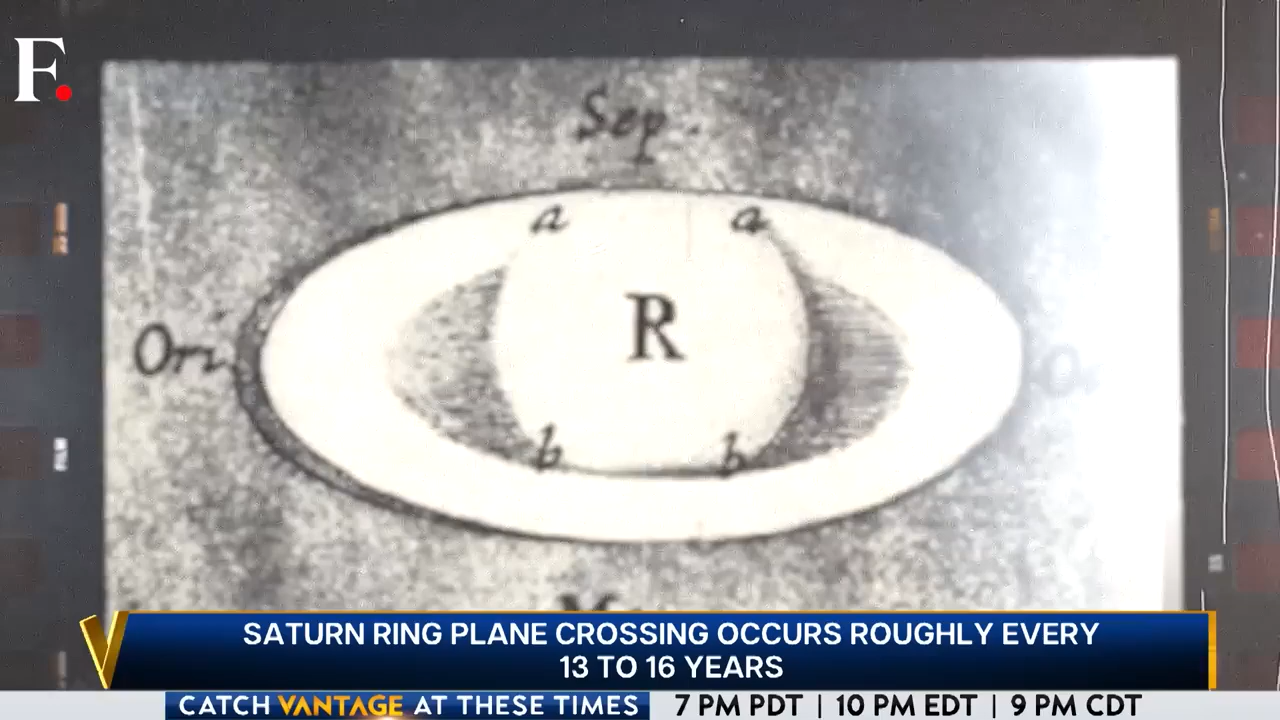 F.
Sep.
a a
Ori
R
b b
FILM
SATURN RING PLANE CROSSING OCCURS ROUGHLY EVERY
13 TO 16 YEARS
CATCH VANTAGE AT THESE TIMES 7 PM PDT | 10 PM EDT | 9 PM CDT